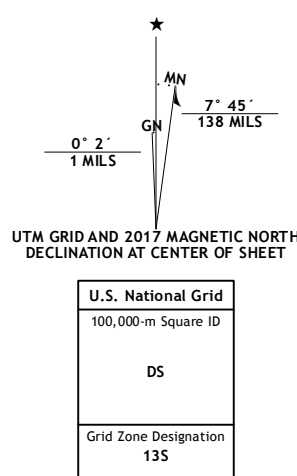 ★
MN
7° 45´
138 MILS
GN
0° 2´
1 MILS
UTM GRID AND 2017 MAGNETIC NORTH
DECLINATION AT CENTER OF SHEET
U.S. National Grid
100,000-m Square ID
DS
Grid Zone Designation
13S